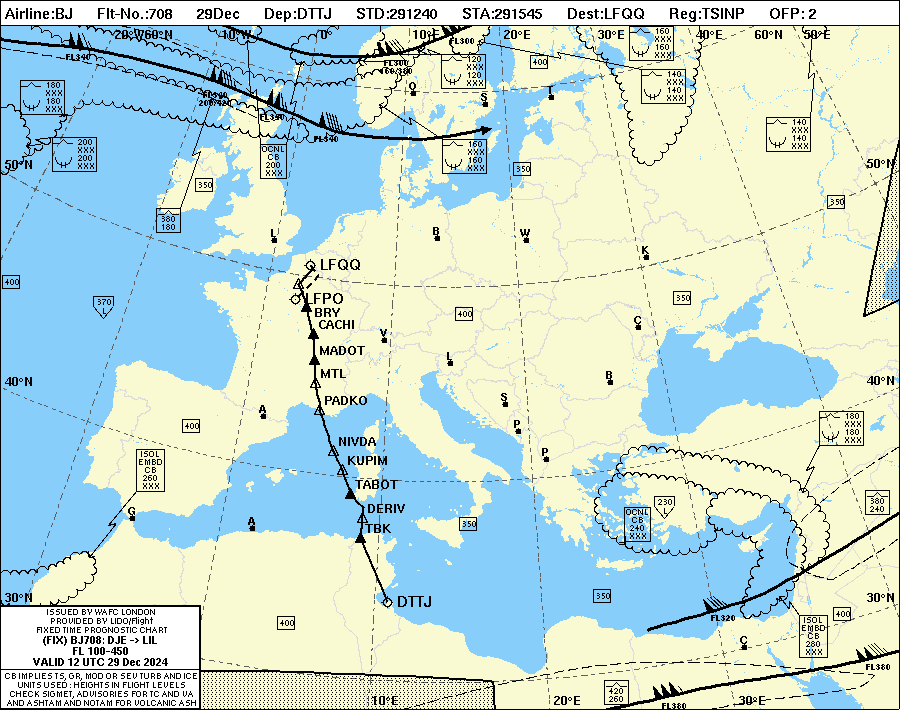 Airline:BJ Flt-No:708 29Dec Dep:DTTJ STD:291240 STA:291545 Dest:LFQQ Reg:TSINP OFP: 2
20°W 60°N 10°W 0° 10°E 20°E 30°E 40°E 60°N 50°E
FL340
FL300
FL300
160/380
160
XXX
160
XXX
120
XXX
120
XXX
400
140
XXX
140
XXX
180
XXX
180
XXX
FL340
FL340
O
S
T
140
XXX
140
XXX
200
XXX
200
XXX
OCNL
CB
200
XXX
160
XXX
160
XXX
50°N
50°N
350
350
350
380
180
L
B
W
K
400
LFQQ
370
L
LFPO
350
BRY
400
CACHI
C
V
MADOT
L
MTL
B
40°N
40°N
PADKO
S
A
400
P
180
XXX
180
XXX
NIVDA
P
ISOL
EMBD
CB
260
XXX
KUPIM
TABOT
380
240
230
L
DERIV
G
A
TBK
350
OCNL
CB
240
XXX
30°N
30°N
DTTJ
350
FL320
400
400
ISOL
EMBD
CB
280
XXX
C
FL380
ISSUED BY WAFC LONDON
PROVIDED BY LIDO/Flight
FIXED TIME PROGNOSTIC CHART
(FIX) BJ708: DJE -> LIL
FL 100-450
VALID 12 UTC 29 Dec 2024
CB IMPLIES TS, GR, MOD OR SEV TURB AND ICE
UNITS USED : HEIGHTS IN FLIGHT LEVELS
CHECK SIGMET, ADVISORIES FOR TC AND VA
AND ASHTAM AND NOTAM FOR VOLCANIC ASH
10°E 20°E 30°E
420
260
FL380